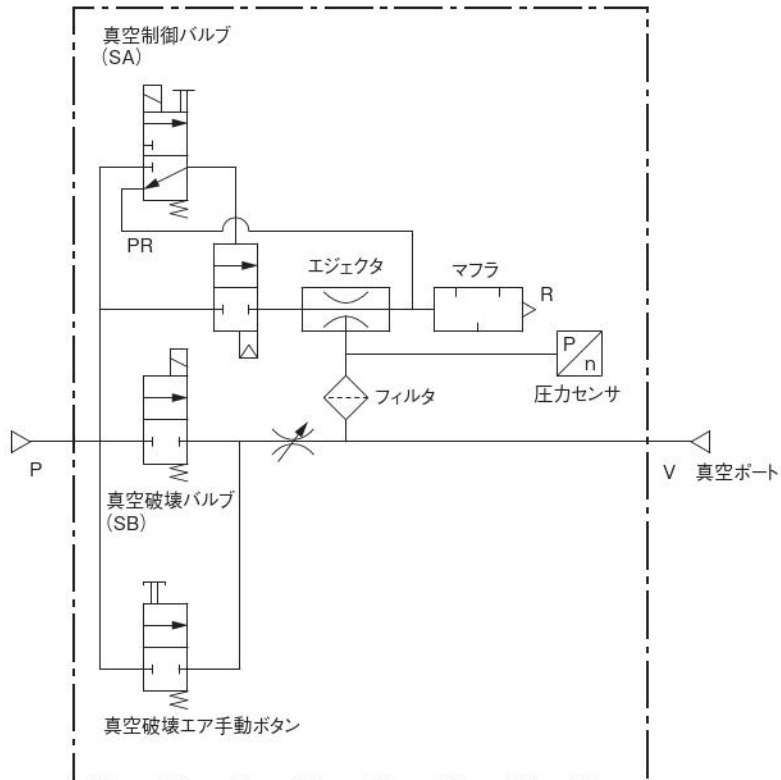 真空制御バルブ
(SA)
PR
エジェクタ
マフラ
R
P
n
圧力センサ
フィルタ
P
V
真空ポート
真空破壊バルブ
(SB)
真空破壊エア手動ボタン